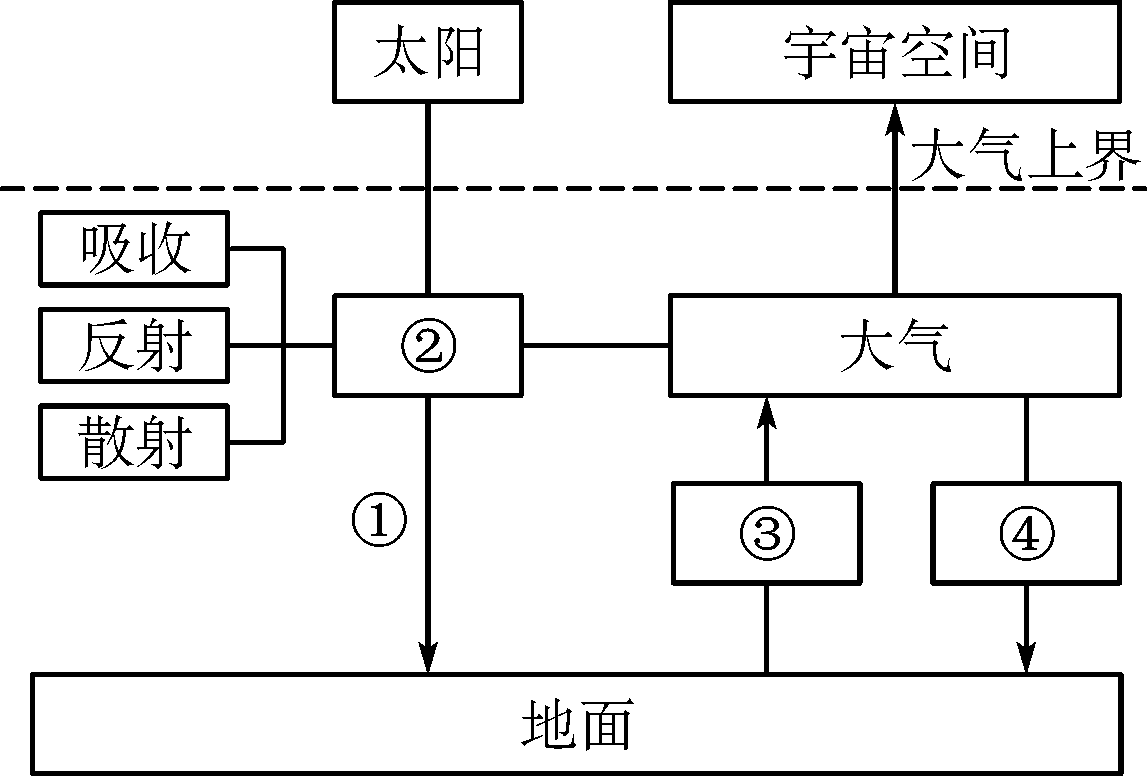 太阳
宇宙空间
大气上界
吸收
反射
散射
②
大气
①
③
④
地面